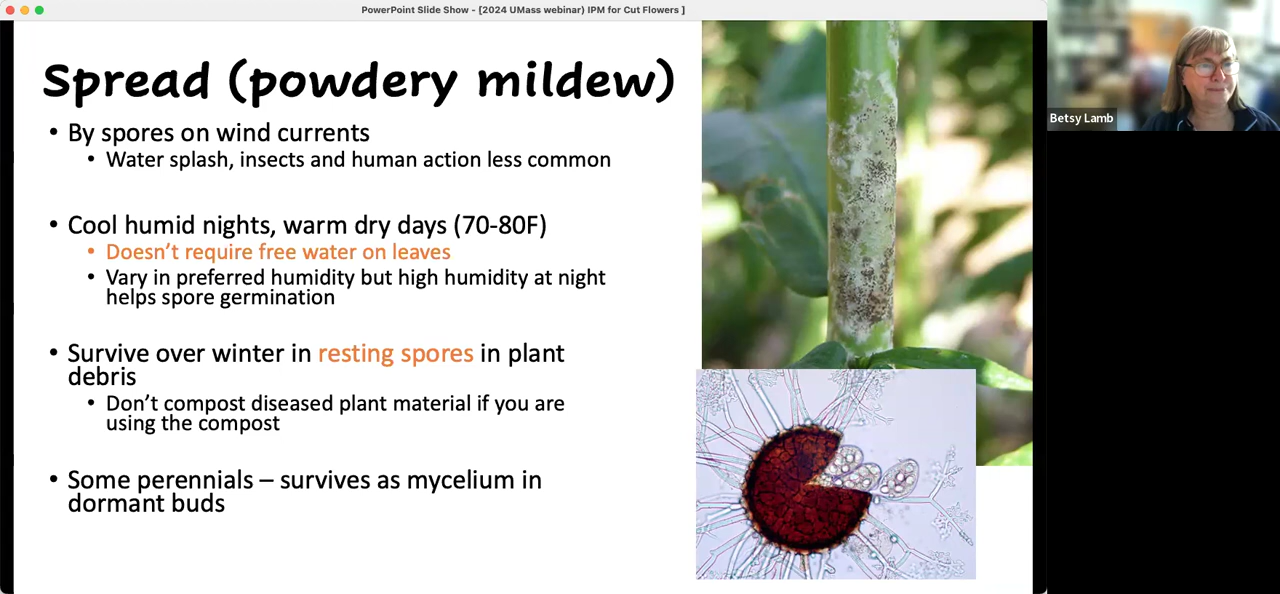 PowerPoint Slide Show - [2024 UMass webinar) IPM for Cut Flowers ]
Spread (powdery mildew)
• By spores on wind currents
• Water splash, insects and human action less common
• Cool humid nights, warm dry days (70-80F)
• Doesn't require free water on leaves
• Vary in preferred humidity but high humidity at night
helps spore germination
• Survive over winter in resting spores in plant
debris
• Don't compost diseased plant material if you are
using the compost
• Some perennials – survives as mycelium in
dormant buds
Betsy Lamb